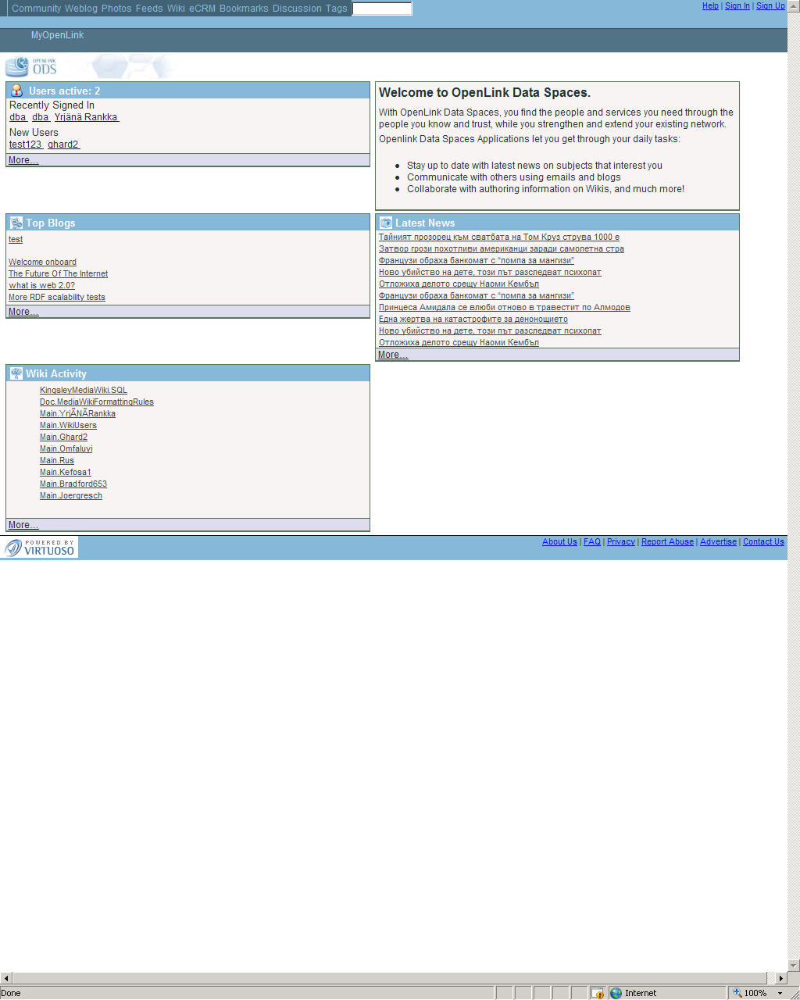 Community Weblog Photos Feeds Wiki eCRM Bookmarks Discussion Tags
Help | Sign In | Sign Up
MyOpenLink
OPENLINK
ODS
Users active: 2
Recently Signed In
dba dba Yrjänä Rankka
New Users
test123 ghard2
More...
Welcome to OpenLink Data Spaces.
With OpenLink Data Spaces, you find the people and services you need through the
people you know and trust, while you strengthen and extend your existing network.
Openlink Data Spaces Applications let you get through your daily tasks:
• Stay up to date with latest news on subjects that interest you
• Communicate with others using emails and blogs
• Collaborate with authoring information on Wikis, and much more!
Top Blogs
test
Welcome onboard
The Future Of The Internet
what is web 2.0?
More RDF scalability tests
More...
Latest News
Тайният прозорец към сватбата на Том Круз струва 1000 е
Затвор грози похотливи американци заради самолетна стра
Французи обраха банкомат с “помпа за мангизи”
Ново убийство на дете, този път разследват психопат
Отложиха делото срещу Наоми Кембъл
Французи обраха банкомат с “помпа за мангизи”
Принцеса Амидала се влюби отново в травестит по Алмодов
Една жертва на катастрофите за денонощието
Ново убийство на дете, този път разследват психопат
Отложиха делото срещу Наоми Кембъл
More...
Wiki Activity
KingsleyMediaWiki.SQL
Doc.MediaWikiFormattingRules
Main.YrjÃNÃRankka
Main.WikiUsers
Main.Ghard2
Main.Omfaluyi
Main.Rus
Main.Kefosa1
Main.Bradford653
Main.Joergresch
More...
POWERED BY
VIRTUOSO
About Us | FAQ | Privacy | Report Abuse | Advertise | Contact Us
Done
Internet
100%